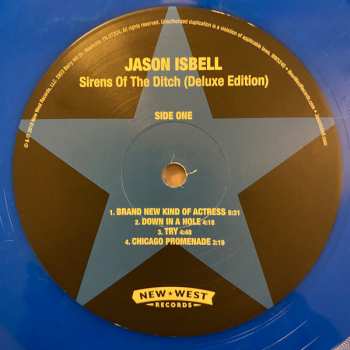 JASON ISBELL
Sirens Of The Ditch (Deluxe Edition)
SIDE ONE
1. BRAND NEW KIND OF ACTRESS 5:31
2. DOWN IN A HOLE 4:18
3. TRY 4:48
4. CHICAGO PROMENADE 3:19
NEW WEST
RECORDS